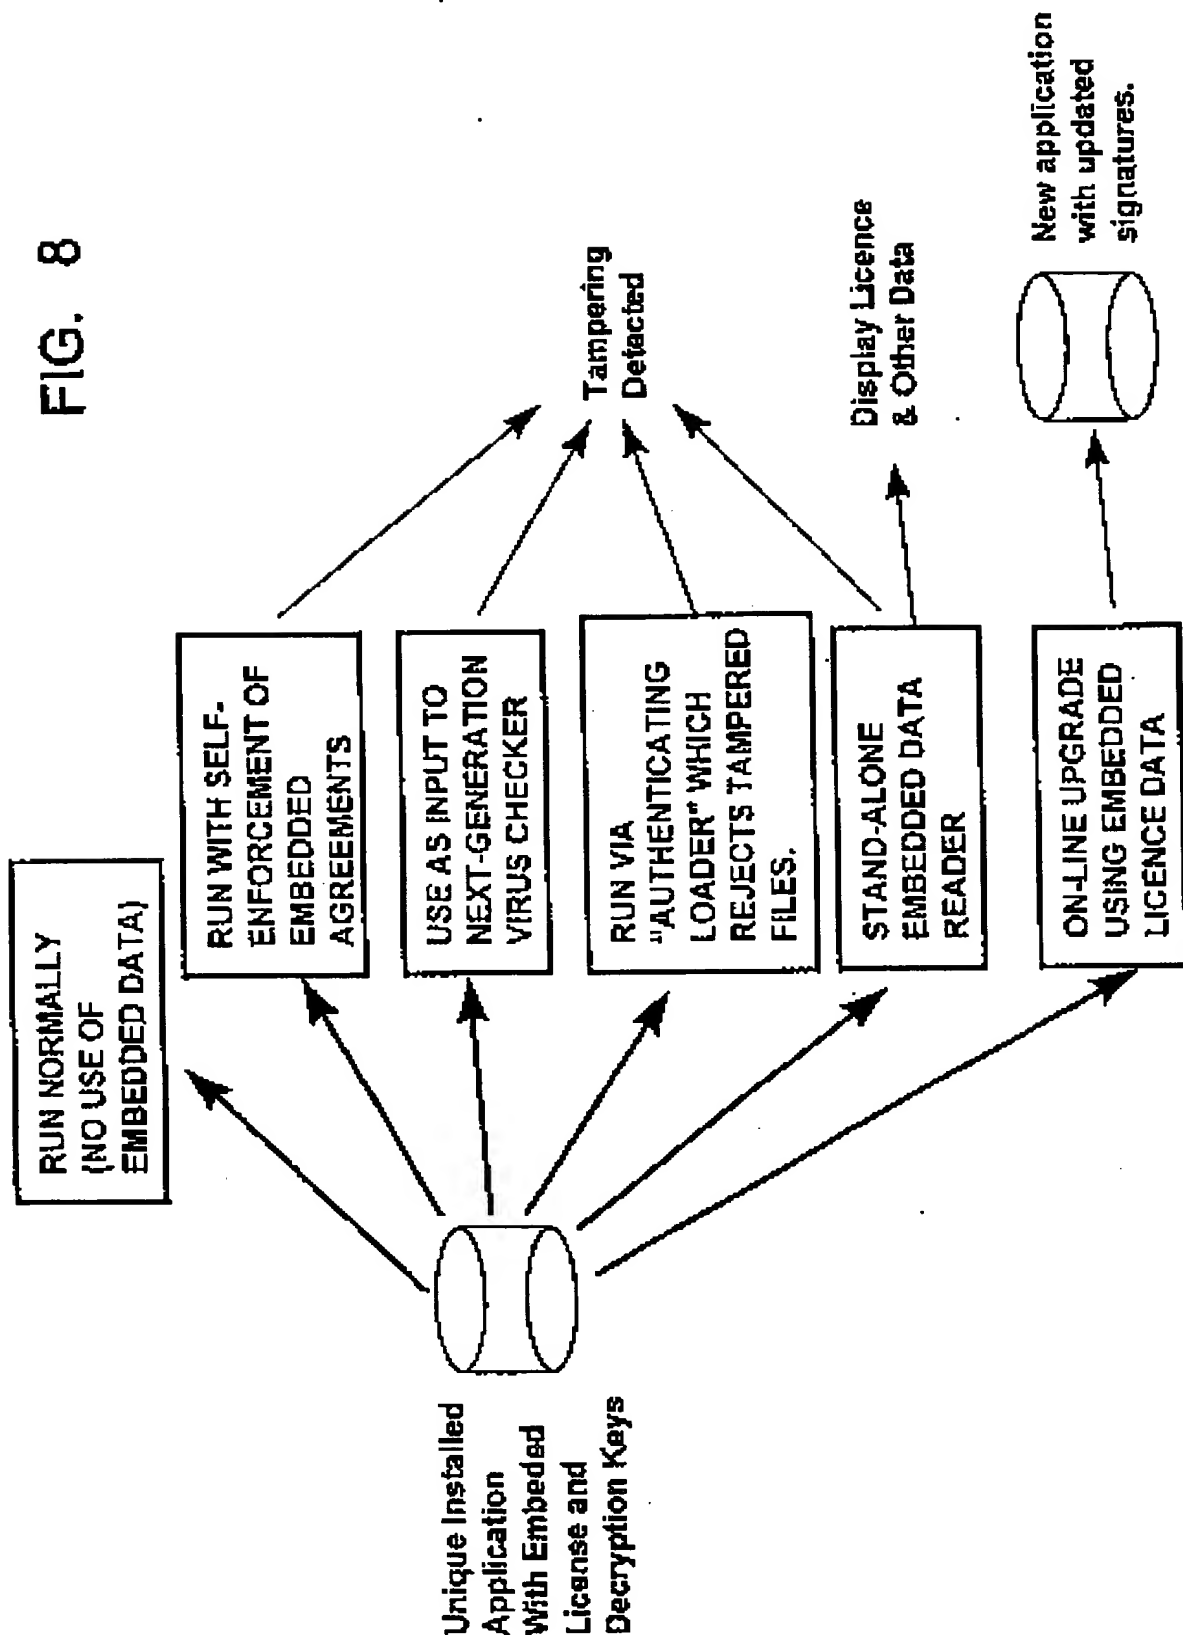 FIG. 8
Unique Installed
Application
With Embeded
License and
Decryption Keys
RUN NORMALLY
(NO USE OF
EMBEDDED DATA)
RUN WITH SELF-
ENFORCEMENT OF
EMBEDDED
AGREEMENTS
USE AS INPUT TO
NEXT-GENERATION
VIRUS CHECKER
RUN VIA
"AUTHENTICATING
LOADER" WHICH
REJECTS TAMPERED
FILES.
STAND-ALONE
EMBEDDED DATA
READER
ON-LINE UPGRADE
USING EMBEDDED
LICENCE DATA
Tampering
Detected
Display Licence
& Other Data
New application
with updated
signatures.